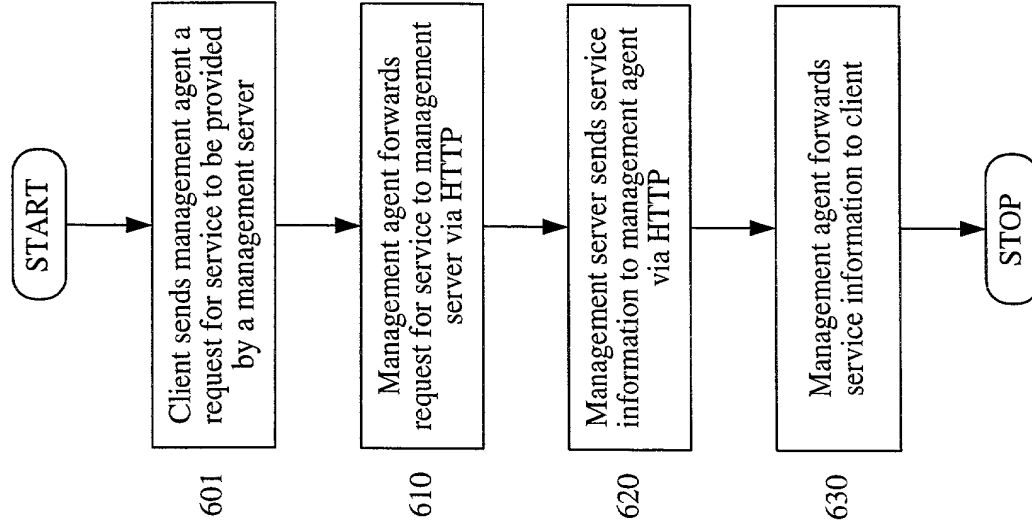 START
601
Client sends management agent a
request for service to be provided
by a management server
610
Management agent forwards
request for service to management
server via HTTP
620
Management server sends service
information to management agent
via HTTP
630
Management agent forwards
service information to client
STOP